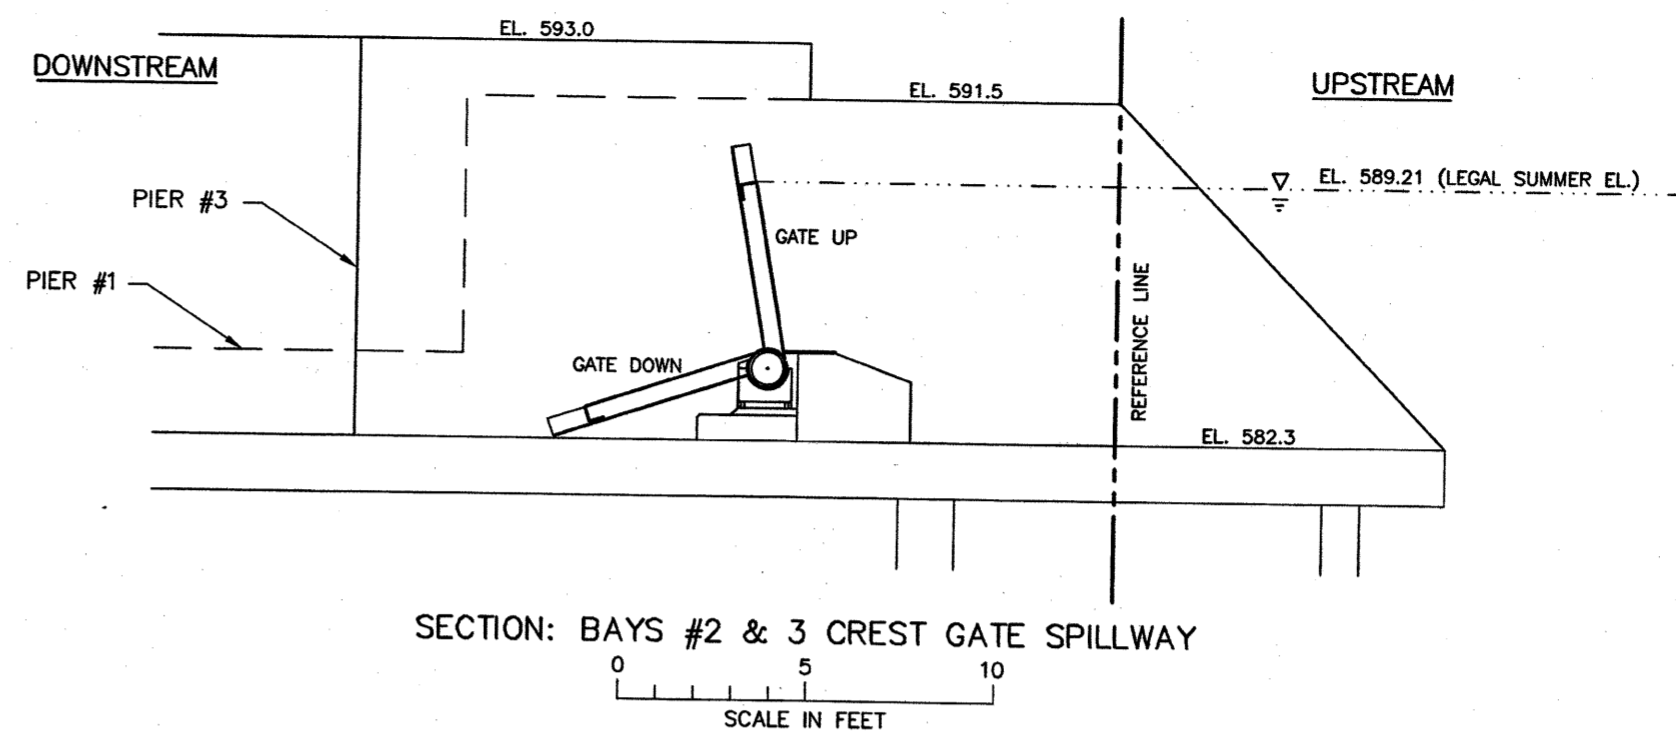 EL. 593.0
DOWNSTREAM
EL. 591.5
UPSTREAM
EL. 589.21 (LEGAL SUMMER EL.)
PIER #3
GATE UP
PIER #1
REFERENCE LINE
GATE DOWN
EL. 582.3
SECTION: BAYS #2 & 3 CREST GATE SPILLWAY
0 5 10
SCALE IN FEET